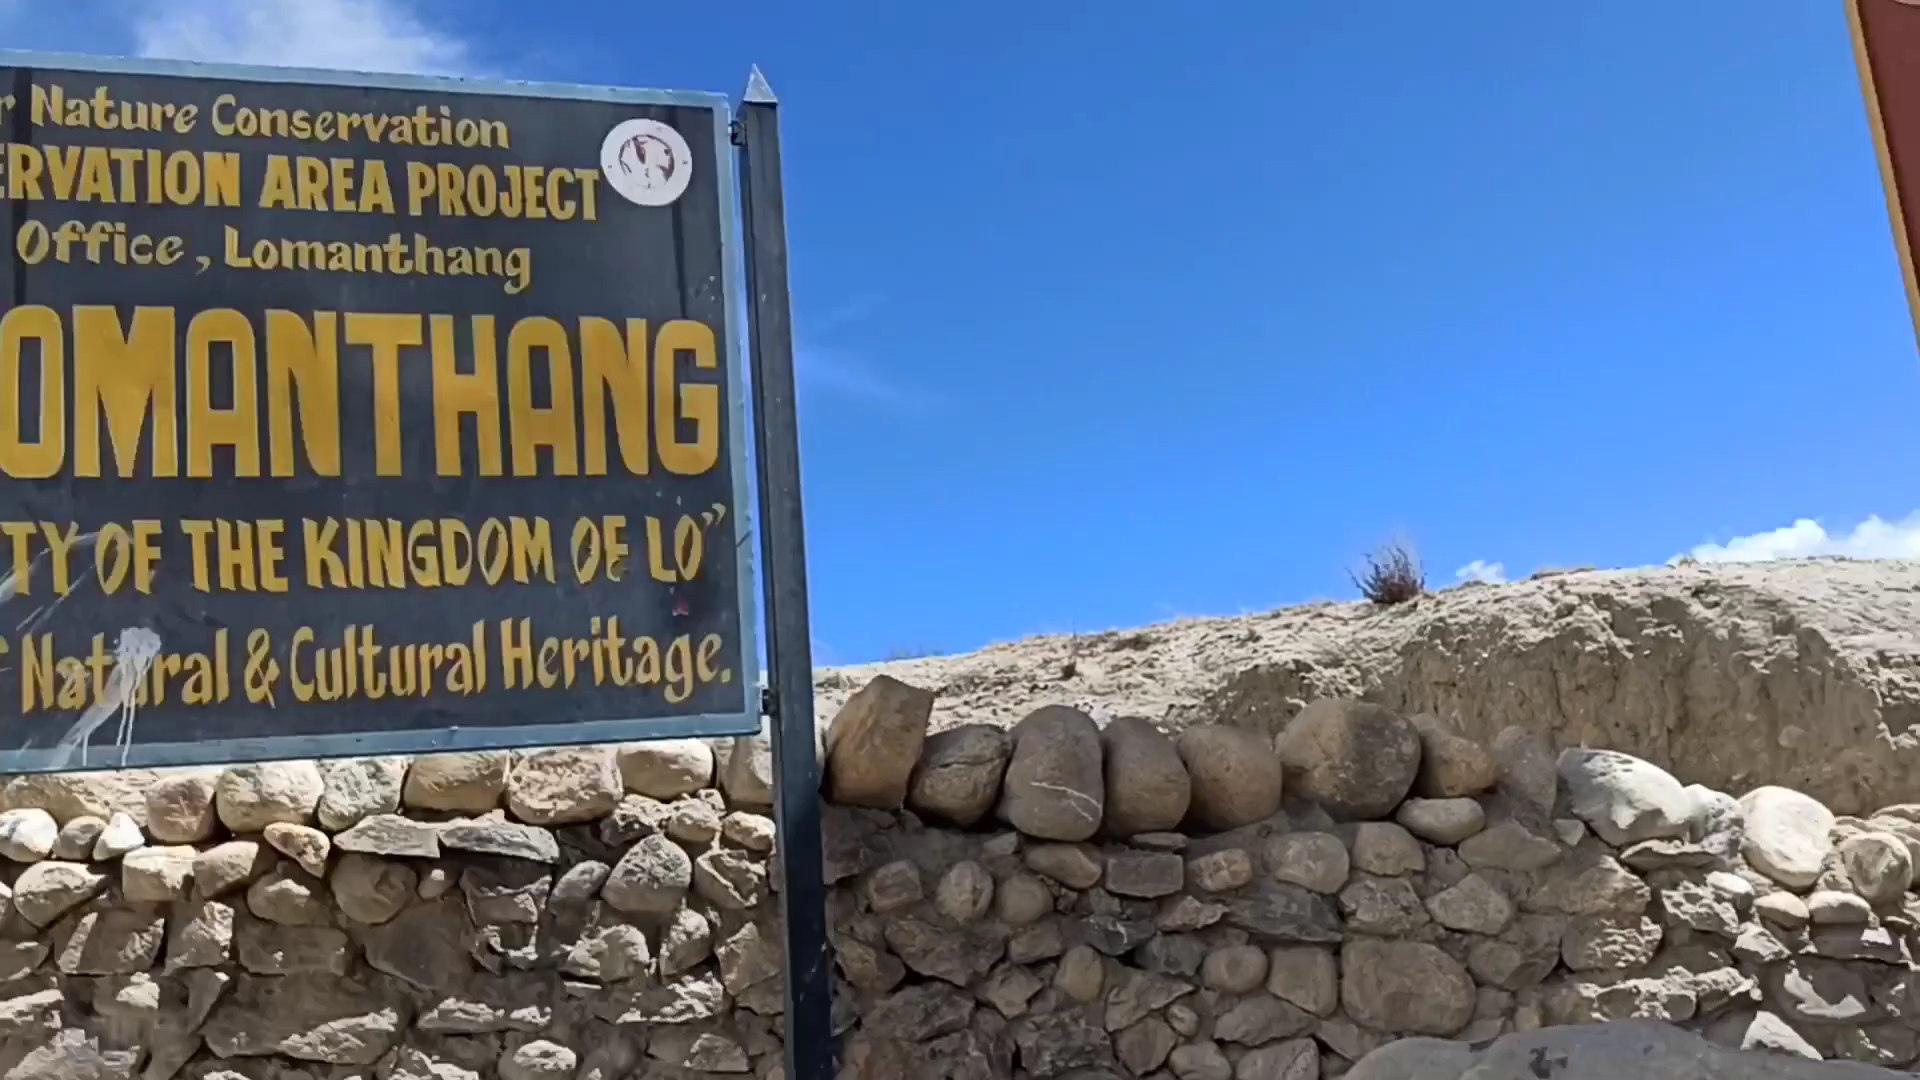 r Nature Conservation
ERVATION AREA PROJECT
Office, Lomanthang
OMANTHANG
TY OF THE KINGDOM OF LO”
Natural & Cultural Heritage.